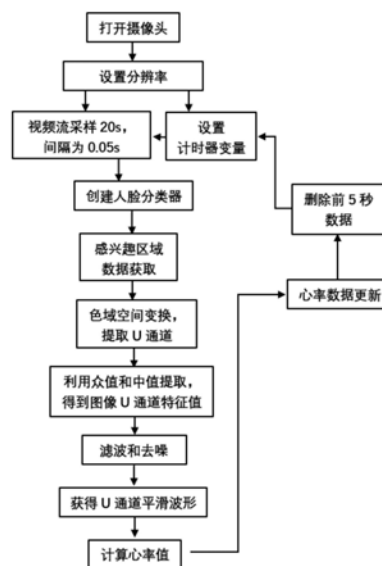 打开摄像头
设置分辨率
视频流采样 20s，
间隔为 0.05s
设置
计时器变量
创建人脸分类器
删除前 5 秒
数据
感兴趣区域
数据获取
心率数据更新
色域空间变换，
提取 U 通道
利用众值和中值提取，
得到图像 U 通道特征值
滤波和去噪
获得 U 通道平滑波形
计算心率值